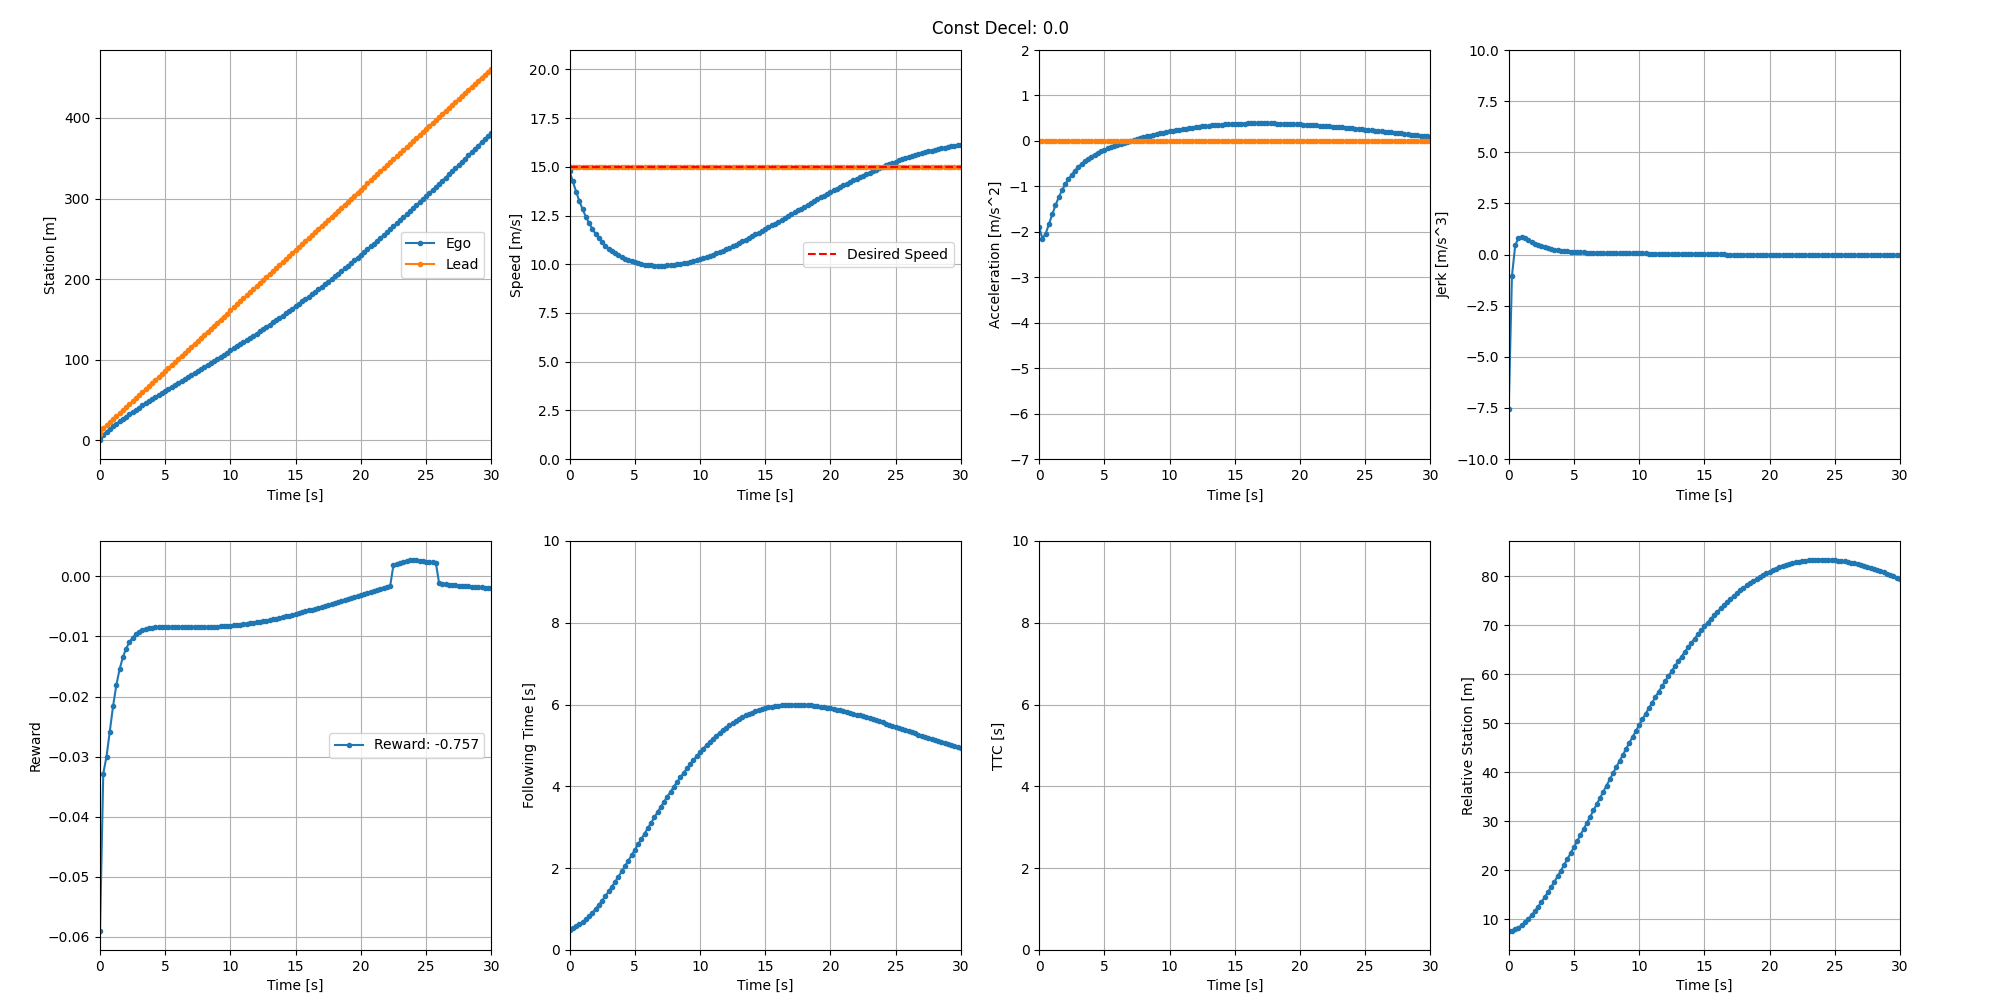 Const Decel: 0.0
Station [m]
400
300
200
100
0
0 5 10 15 20 25 30
Time [s]
Ego
Lead
Speed [m/s]
20.0
17.5
15.0
12.5
10.0
7.5
5.0
2.5
0.0
0 5 10 15 20 25 30
Time [s]
Desired Speed
Acceleration [m/s^2]
2
1
0
−1
−2
−3
−4
−5
−6
−7
0 5 10 15 20 25 30
Time [s]
Jerk [m/s^3]
10.0
7.5
5.0
2.5
0.0
−2.5
−5.0
−7.5
−10.0
0 5 10 15 20 25 30
Time [s]
Reward
0.00
−0.01
−0.02
−0.03
−0.04
−0.05
−0.06
0 5 10 15 20 25 30
Time [s]
Reward: -0.757
Following Time [s]
10
8
6
4
2
0
0 5 10 15 20 25 30
Time [s]
TTC [s]
10
8
6
4
2
0
0 5 10 15 20 25 30
Time [s]
Relative Station [m]
80
70
60
50
40
30
20
10
0 5 10 15 20 25 30
Time [s]